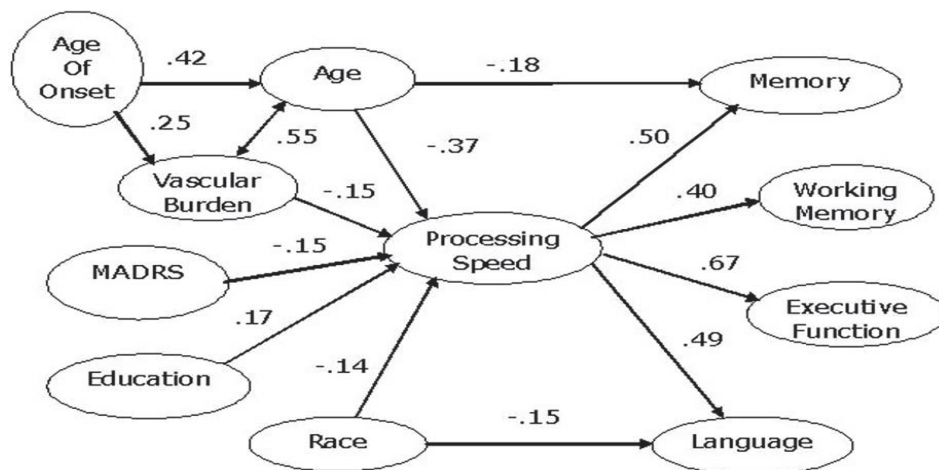 Age
Of
Onset
.42
Age
-.18
Memory
.25
.55
-.37
.50
Vascular
Burden
-.15
.40
Working
Memory
Processing
Speed
-.15
MADRS
.67
Executive
Function
.17
.49
Education
-.14
-.15
Race
Language